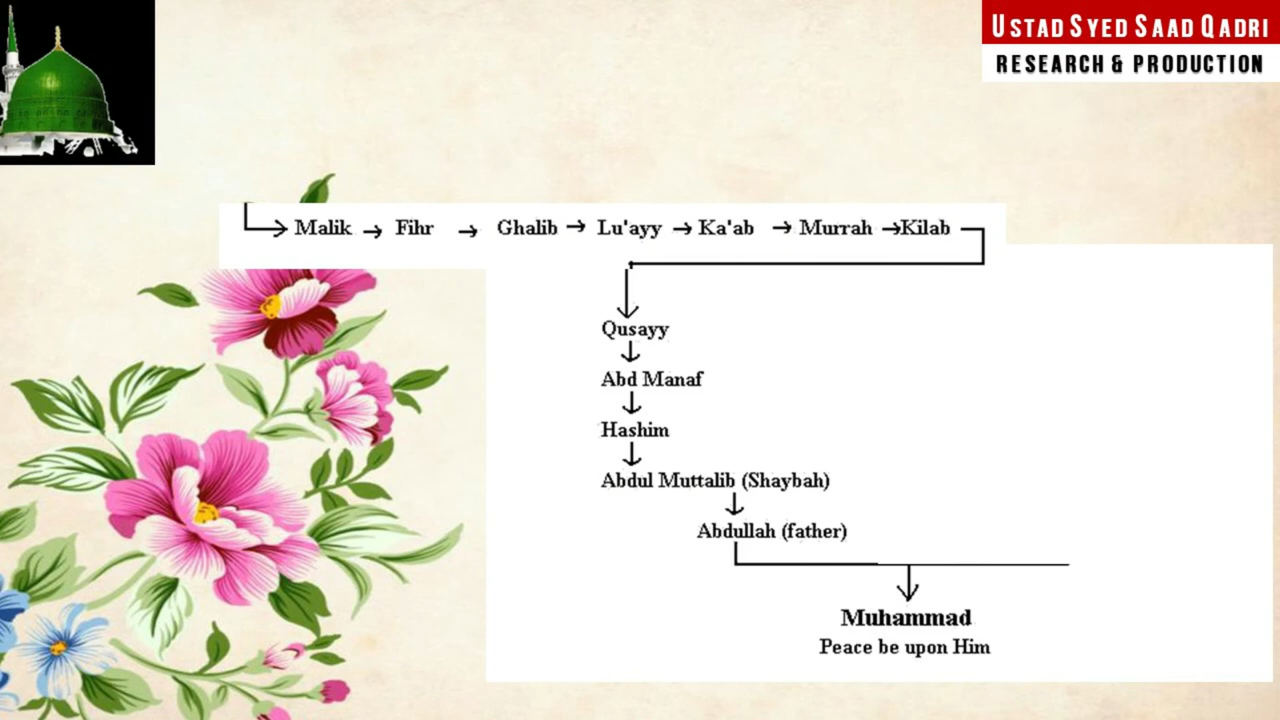 USTAD SYED SAAD QADRI
RESEARCH & PRODUCTION
Malik → Fihr → Ghalib → Lu'ayy → Ka'ab → Murrah → Kilab
Qusayy
Abd Manaf
Hashim
Abdul Muttalib (Shaybah)
Abdullah (father)
Muhammad
Peace be upon Him